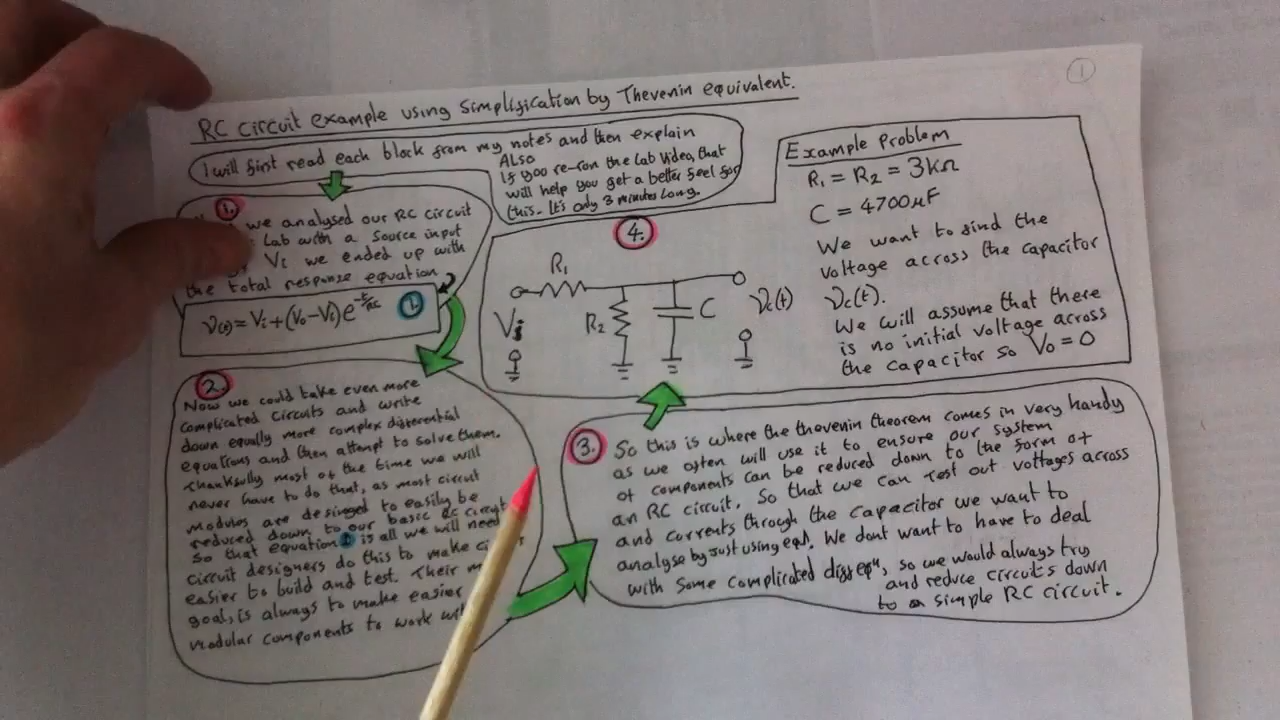 1
RC Circuit example using Simplification by Thevenin equivalent.
I will first read each block from my notes and then explain
Also
If you re-run the Lab video, that
will help you get a better feel for
this. It's only 3 minutes long.
1.
we analysed our RC circuit
Lab with a source input
Vi we ended up with
the total response equation
v(t) = Vi + (V0 - Vi) e^-t/RC 1.
2.
Now we could take even more
complicated circuits and write
down equally more complex differential
equations and then attempt to solve them.
Thankfully most of the time we will
never have to do that, as most circuit
modules are designed to easily be
reduced down to our basic RC circuit
So that equation 1 is all we will need
circuit designers do this to make
easier to build and test. Their
goal, is always to make easier
modular components to work
3.
So this is where the thevenin theorem comes in very handy
as we often will use it to ensure our system
of components can be reduced down to the form of
an RC circuit. So that we can test out voltages across
and currents through the capacitor we want to
analyse by just using eqn 1. We dont want to have to deal
with some complicated diff eqn, so we would always try
and reduce circuits down
to a simple RC circuit.
4.
R1
R2
C
Vi
Vc(t)
Example Problem
R1 = R2 = 3kΩ
C = 4700μF
We want to find the
voltage across the capacitor
Vc(t).
We will assume that there
is no initial voltage across
the capacitor so V0 = 0